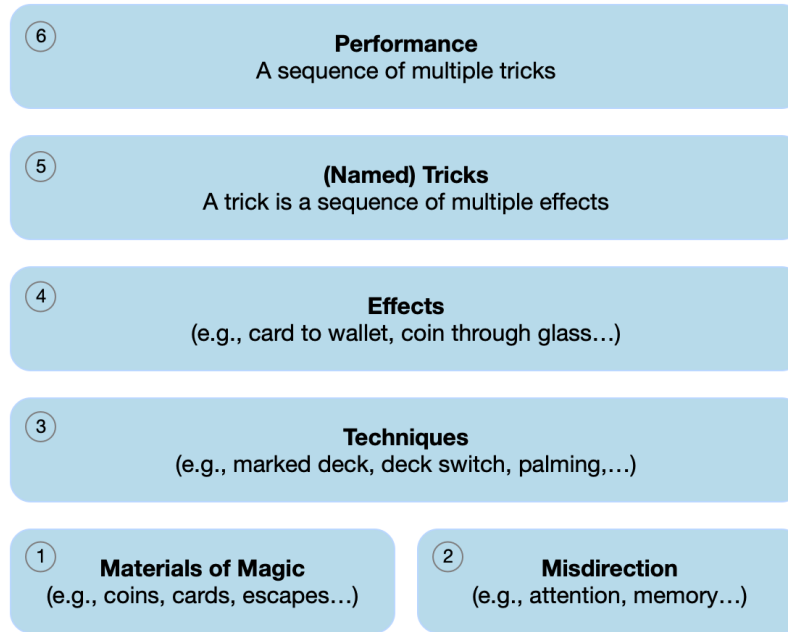 6
Performance
A sequence of multiple tricks
5
(Named) Tricks
A trick is a sequence of multiple effects
4
Effects
(e.g., card to wallet, coin through glass…)
3
Techniques
(e.g., marked deck, deck switch, palming,…)
1
Materials of Magic
(e.g., coins, cards, escapes…)
2
Misdirection
(e.g., attention, memory…)